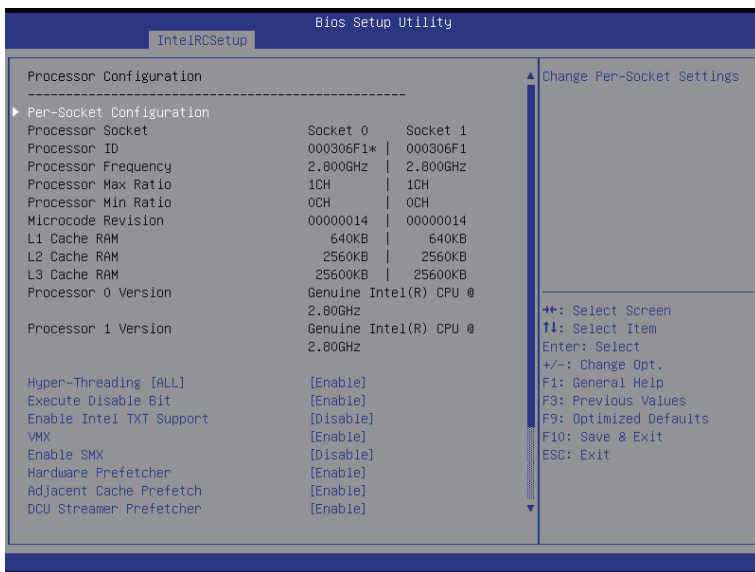 Bios Setup Utility
IntelRCSetup
Processor Configuration
--------------------------------------------------
Per-Socket Configuration
Processor Socket Socket 0 Socket 1
Processor ID 000306F1* | 000306F1
Processor Frequency 2.800GHz | 2.800GHz
Processor Max Ratio 1CH | 1CH
Processor Min Ratio 0CH | 0CH
Microcode Revision 00000014 | 00000014
L1 Cache RAM 640KB | 640KB
L2 Cache RAM 2560KB | 2560KB
L3 Cache RAM 25600KB | 25600KB
Processor 0 Version Genuine Intel(R) CPU @
2.80GHz
Processor 1 Version Genuine Intel(R) CPU @
2.80GHz
Hyper-Threading [ALL] [Enable]
Execute Disable Bit [Enable]
Enable Intel TXT Support [Disable]
VMX [Enable]
Enable SMX [Disable]
Hardware Prefetcher [Enable]
Adjacent Cache Prefetch [Enable]
DCU Streamer Prefetcher [Enable]
Change Per-Socket Settings
→←: Select Screen
↑↓: Select Item
Enter: Select
+/-: Change Opt.
F1: General Help
F3: Previous Values
F9: Optimized Defaults
F10: Save & Exit
ESC: Exit